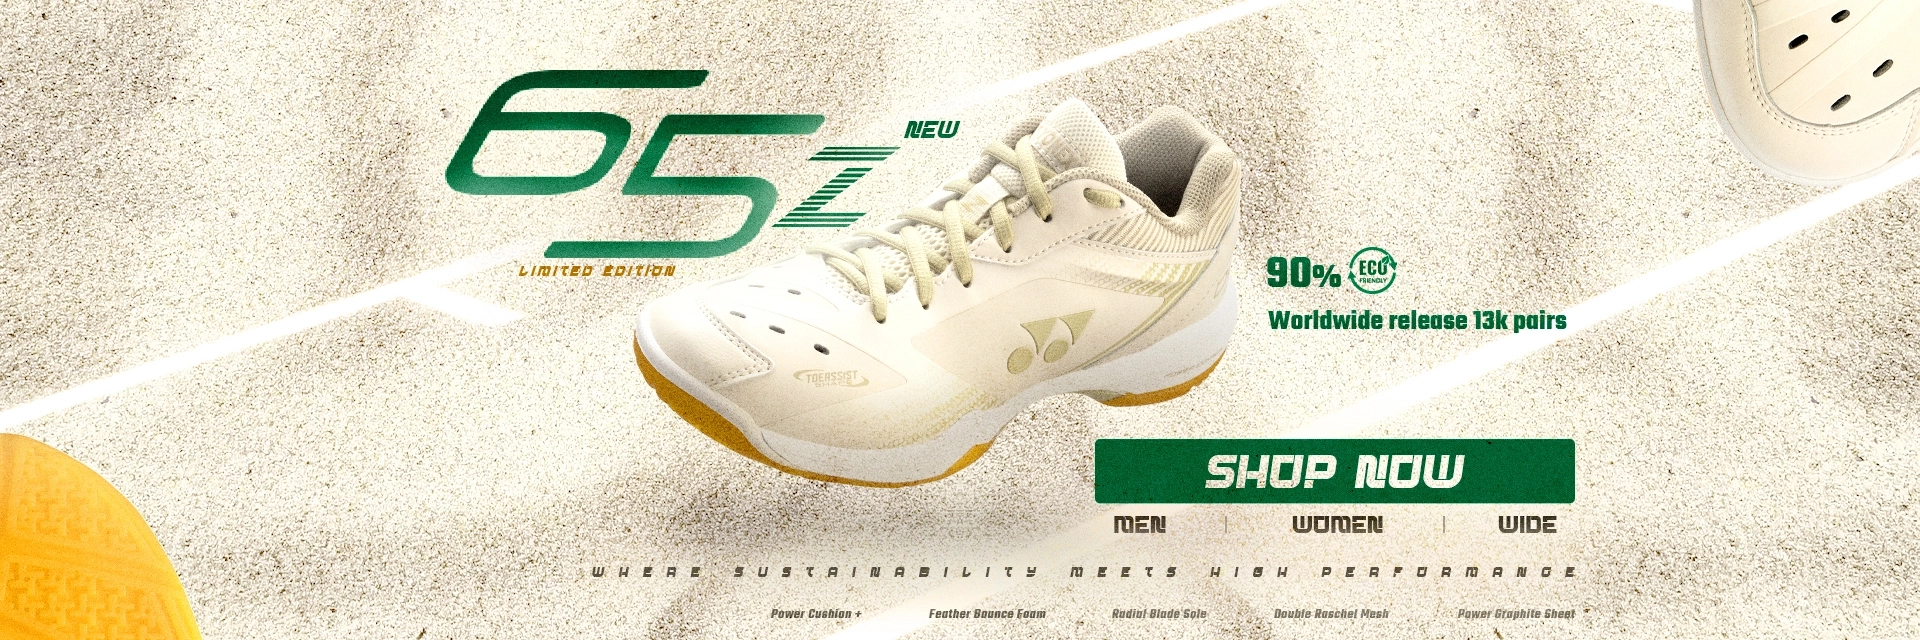 65Z
NEW
LIMITED EDITION
TOEASSIST
SHAPE
90%
ECO
FRIENDLY
Worldwide release 13k pairs
SHOP NOW
MEN | WOMEN | WIDE
WHERE SUSTAINABILITY MEETS HIGH PERFORMANCE
Power Cushion + Feather Bounce Foam Radial Blade Sole Double Raschel Mesh Power Graphite Sheet